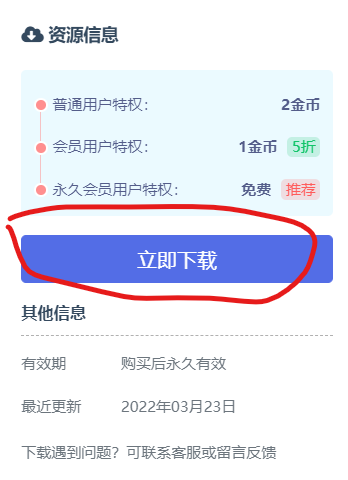 资源信息
普通用户特权： 2金币
会员用户特权： 1金币 5折
永久会员用户特权： 免费 推荐
立即下载
其他信息
有效期 购买后永久有效
最近更新 2022年03月23日
下载遇到问题？可联系客服或留言反馈